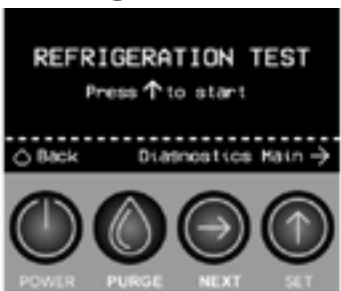 REFRIGERATION TEST
Press ↑ to start
Back Diagnostics Main →
POWER PURGE NEXT SET